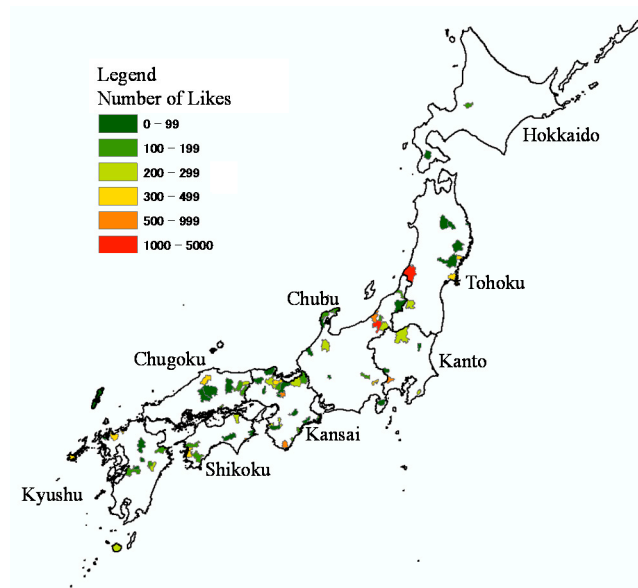 Legend
Number of Likes
0 – 99
100 – 199
200 – 299
300 – 499
500 – 999
1000 – 5000
Hokkaido
Tohoku
Chubu
Chugoku
Kanto
Kansai
Shikoku
Kyushu